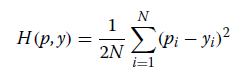 H(p, y) = \frac{1}{2N} \sum_{i=1}^{N} (p_i - y_i)^2